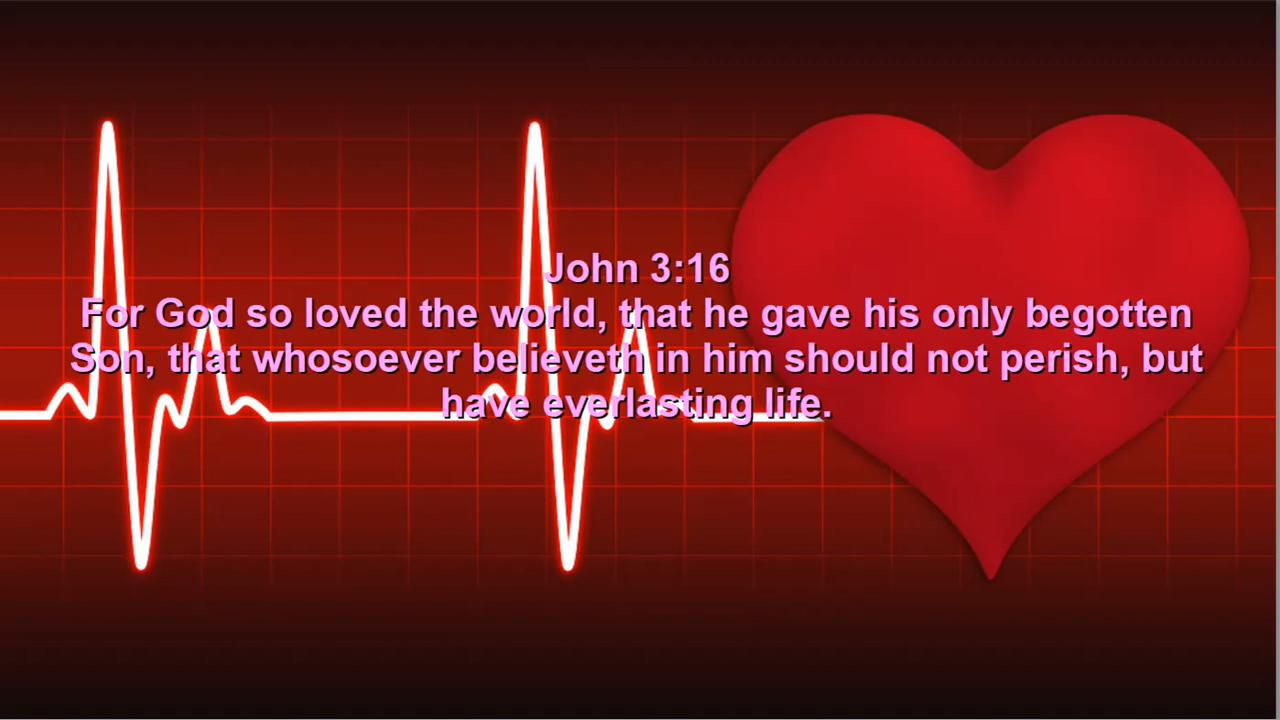 John 3:16
For God so loved the world, that he gave his only begotten
Son, that whosoever believeth in him should not perish, but
have everlasting life.